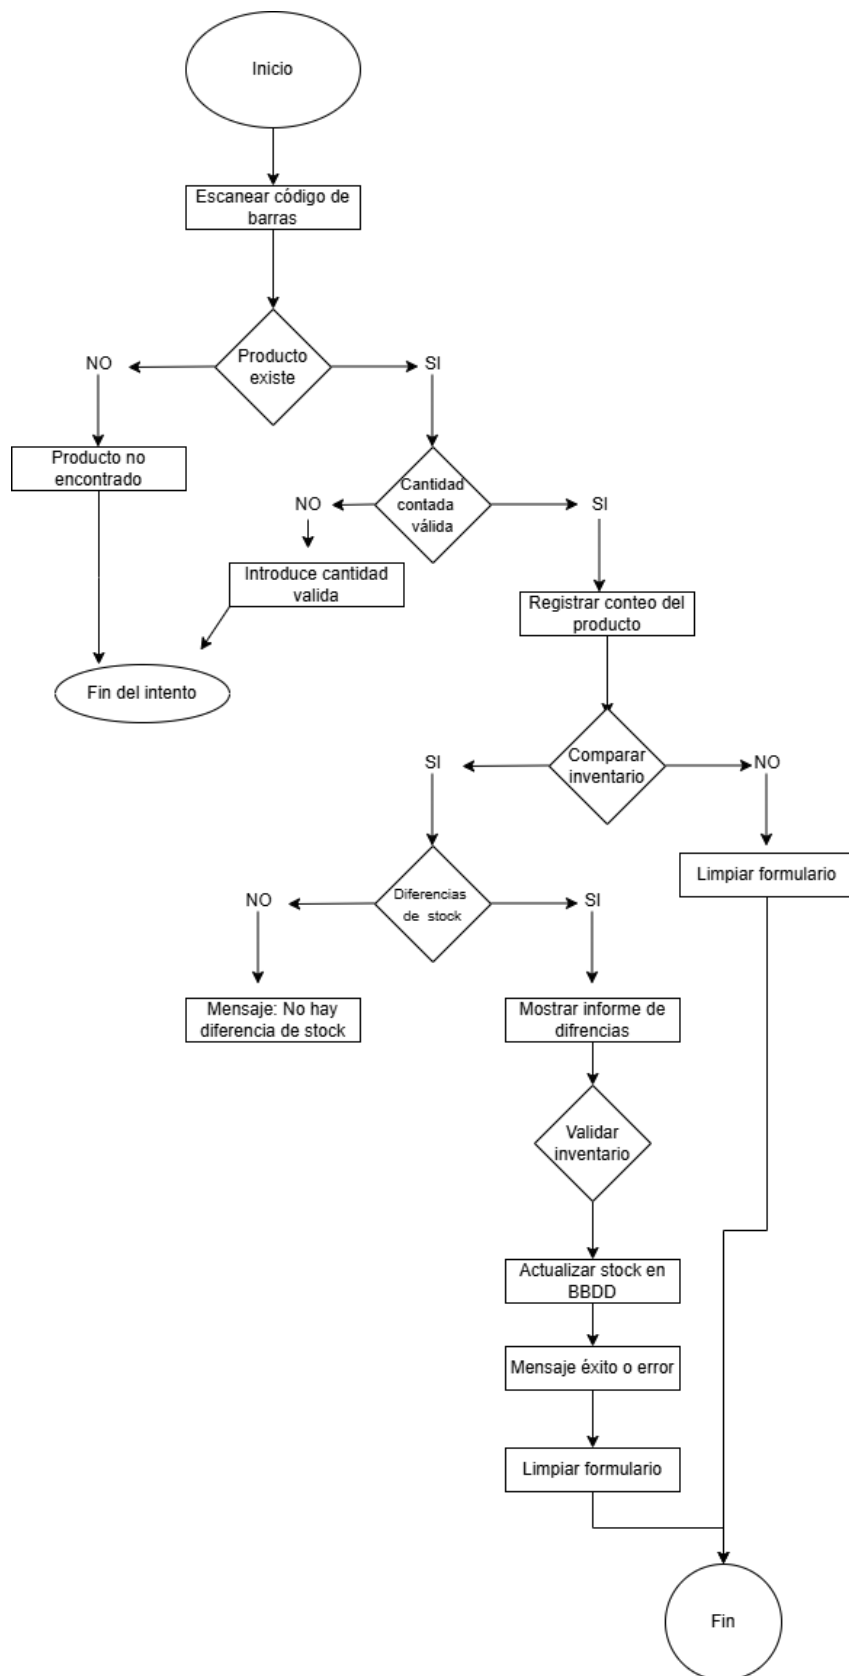 Inicio
Escanear código de
barras
Producto
existe
NO
SI
Producto no
encontrado
Cantidad
contada
válida
NO
SI
Introduce cantidad
valida
Registrar conteo del
producto
Fin del intento
Comparar
inventario
SI
NO
Limpiar formulario
Diferencias
de stock
NO
SI
Mensaje: No hay
diferencia de stock
Mostrar informe de
difrencias
Validar
inventario
Actualizar stock en
BBDD
Mensaje éxito o error
Limpiar formulario
Fin